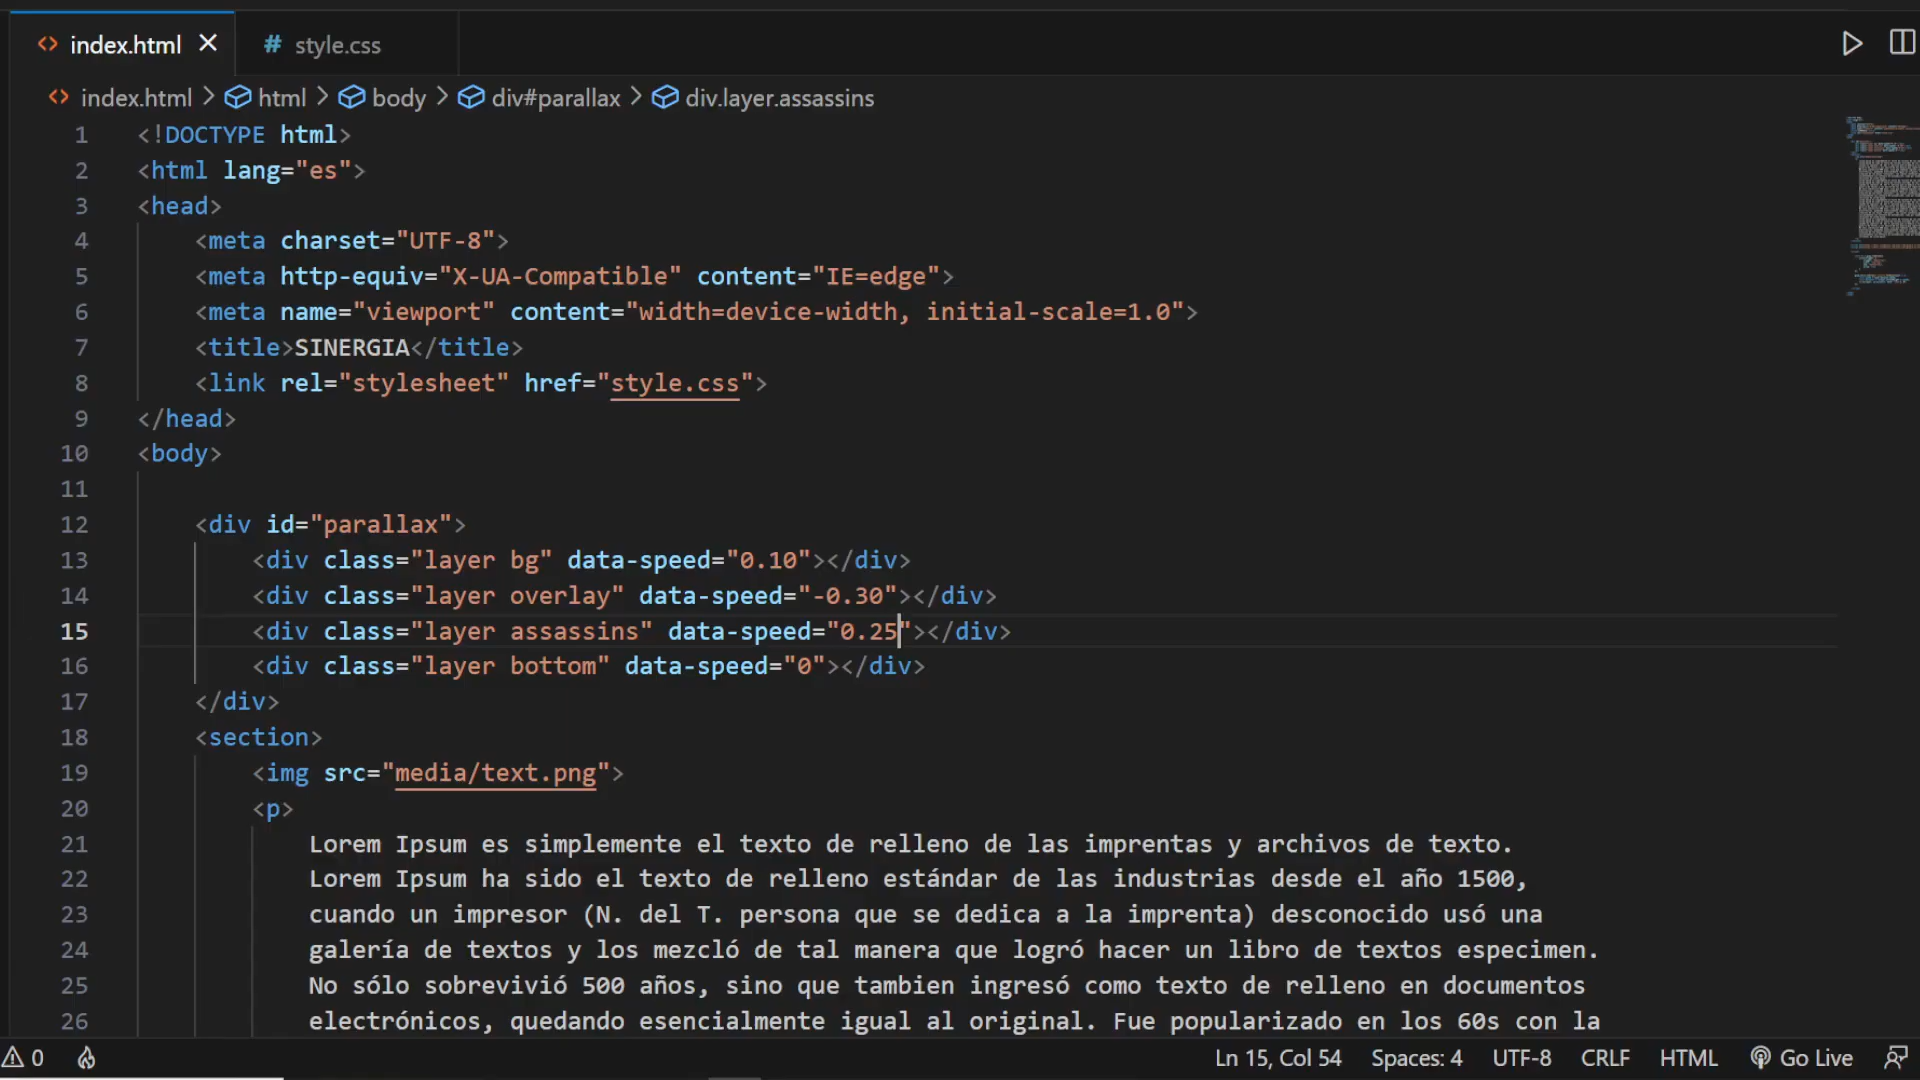 index.html
# style.css
index.html > html > body > div#parallax > div.layer.assassins
1 <!DOCTYPE html>
2 <html lang="es">
3 <head>
4 <meta charset="UTF-8">
5 <meta http-equiv="X-UA-Compatible" content="IE=edge">
6 <meta name="viewport" content="width=device-width, initial-scale=1.0">
7 <title>SINERGIA</title>
8 <link rel="stylesheet" href="style.css">
9 </head>
10 <body>
11
12 <div id="parallax">
13 <div class="layer bg" data-speed="0.10"></div>
14 <div class="layer overlay" data-speed="-0.30"></div>
15 <div class="layer assassins" data-speed="0.25"></div>
16 <div class="layer bottom" data-speed="0"></div>
17 </div>
18 <section>
19 <img src="media/text.png">
20 <p>
21 Lorem Ipsum es simplemente el texto de relleno de las imprentas y archivos de texto.
22 Lorem Ipsum ha sido el texto de relleno estándar de las industrias desde el año 1500,
23 cuando un impresor (N. del T. persona que se dedica a la imprenta) desconocido usó una
24 galería de textos y los mezcló de tal manera que logró hacer un libro de textos especimen.
25 No sólo sobrevivió 500 años, sino que tambien ingresó como texto de relleno en documentos
26 electrónicos, quedando esencialmente igual al original. Fue popularizado en los 60s con la
0 Ln 15, Col 54 Spaces: 4 UTF-8 CRLF HTML Go Live